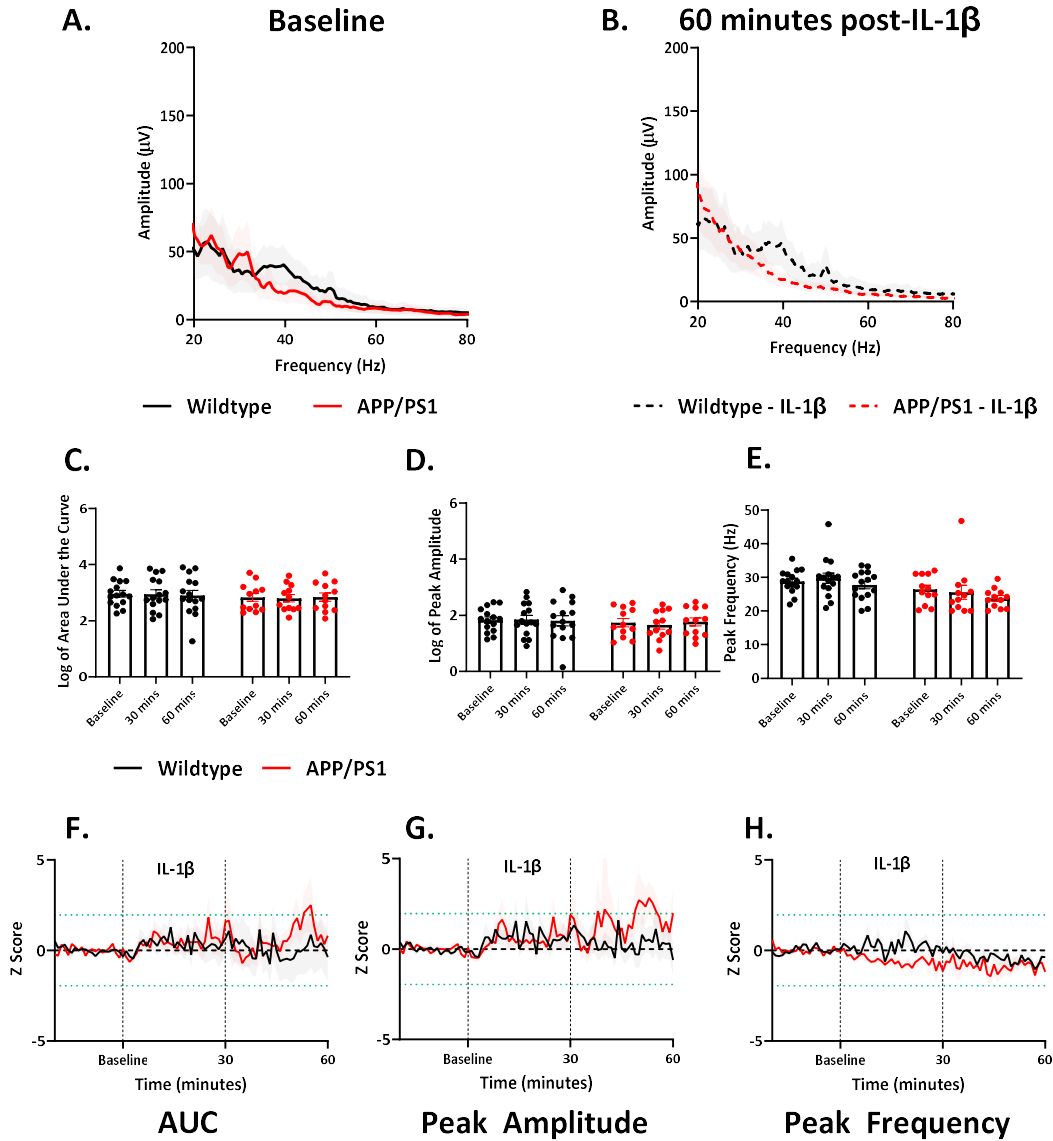 A. Baseline
B. 60 minutes post-IL-1β
200
150
100
50
0
Amplitude (μV)
20 40 60 80
Frequency (Hz)
200
150
100
50
0
Amplitude (μV)
20 40 60 80
Frequency (Hz)
Wildtype APP/PS1
Wildtype - IL-1β APP/PS1 - IL-1β
C.
D.
E.
6
4
2
0
Log of Area Under the Curve
Baseline 30 mins 60 mins Baseline 30 mins 60 mins
6
4
2
0
Log of Peak Amplitude
Baseline 30 mins 60 mins Baseline 30 mins 60 mins
50
40
30
20
10
0
Peak Frequency (Hz)
Baseline 30 mins 60 mins Baseline 30 mins 60 mins
Wildtype APP/PS1
F.
G.
H.
5
0
-5
Z Score
IL-1β
Baseline 30 60
Time (minutes)
AUC
5
0
-5
Z Score
IL-1β
Baseline 30 60
Time (minutes)
Peak Amplitude
5
0
-5
Z Score
IL-1β
Baseline 30 60
Time (minutes)
Peak Frequency